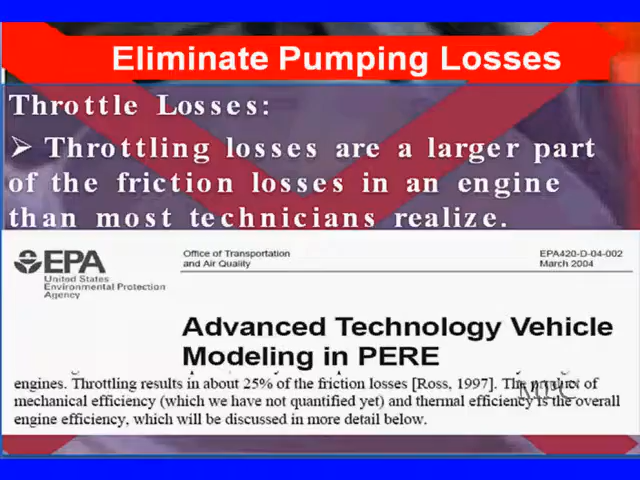 Eliminate Pumping Losses
Throttle Losses:
➢ Throttling losses are a larger part
of the friction losses in an engine
than most technicians realize.
EPA
United States
Environmental Protection
Agency
Office of Transportation
and Air Quality
EPA420-D-04-002
March 2004
Advanced Technology Vehicle
Modeling in PERE
engines. Throttling results in about 25% of the friction losses [Ross, 1997]. The product of
mechanical efficiency (which we have not quantified yet) and thermal efficiency is the overall
engine efficiency, which will be discussed in more detail below.